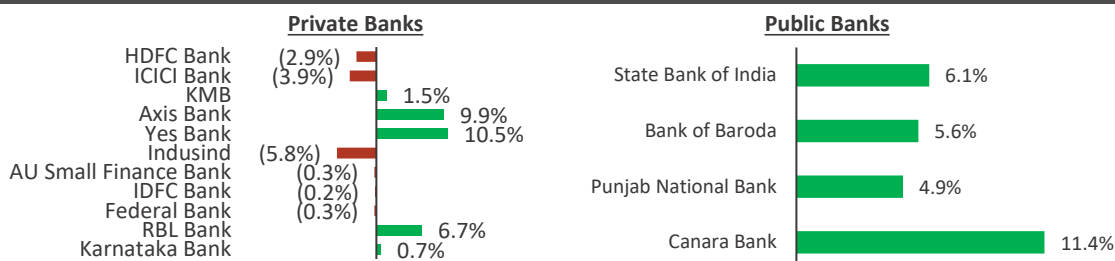 Private Banks
HDFC Bank (2.9%)
ICICI Bank (3.9%)
KMB 1.5%
Axis Bank 9.9%
Yes Bank 10.5%
Indusind (5.8%)
AU Small Finance Bank (0.3%)
IDFC Bank (0.2%)
Federal Bank (0.3%)
RBL Bank 6.7%
Karnataka Bank 0.7%
Public Banks
State Bank of India 6.1%
Bank of Baroda 5.6%
Punjab National Bank 4.9%
Canara Bank 11.4%